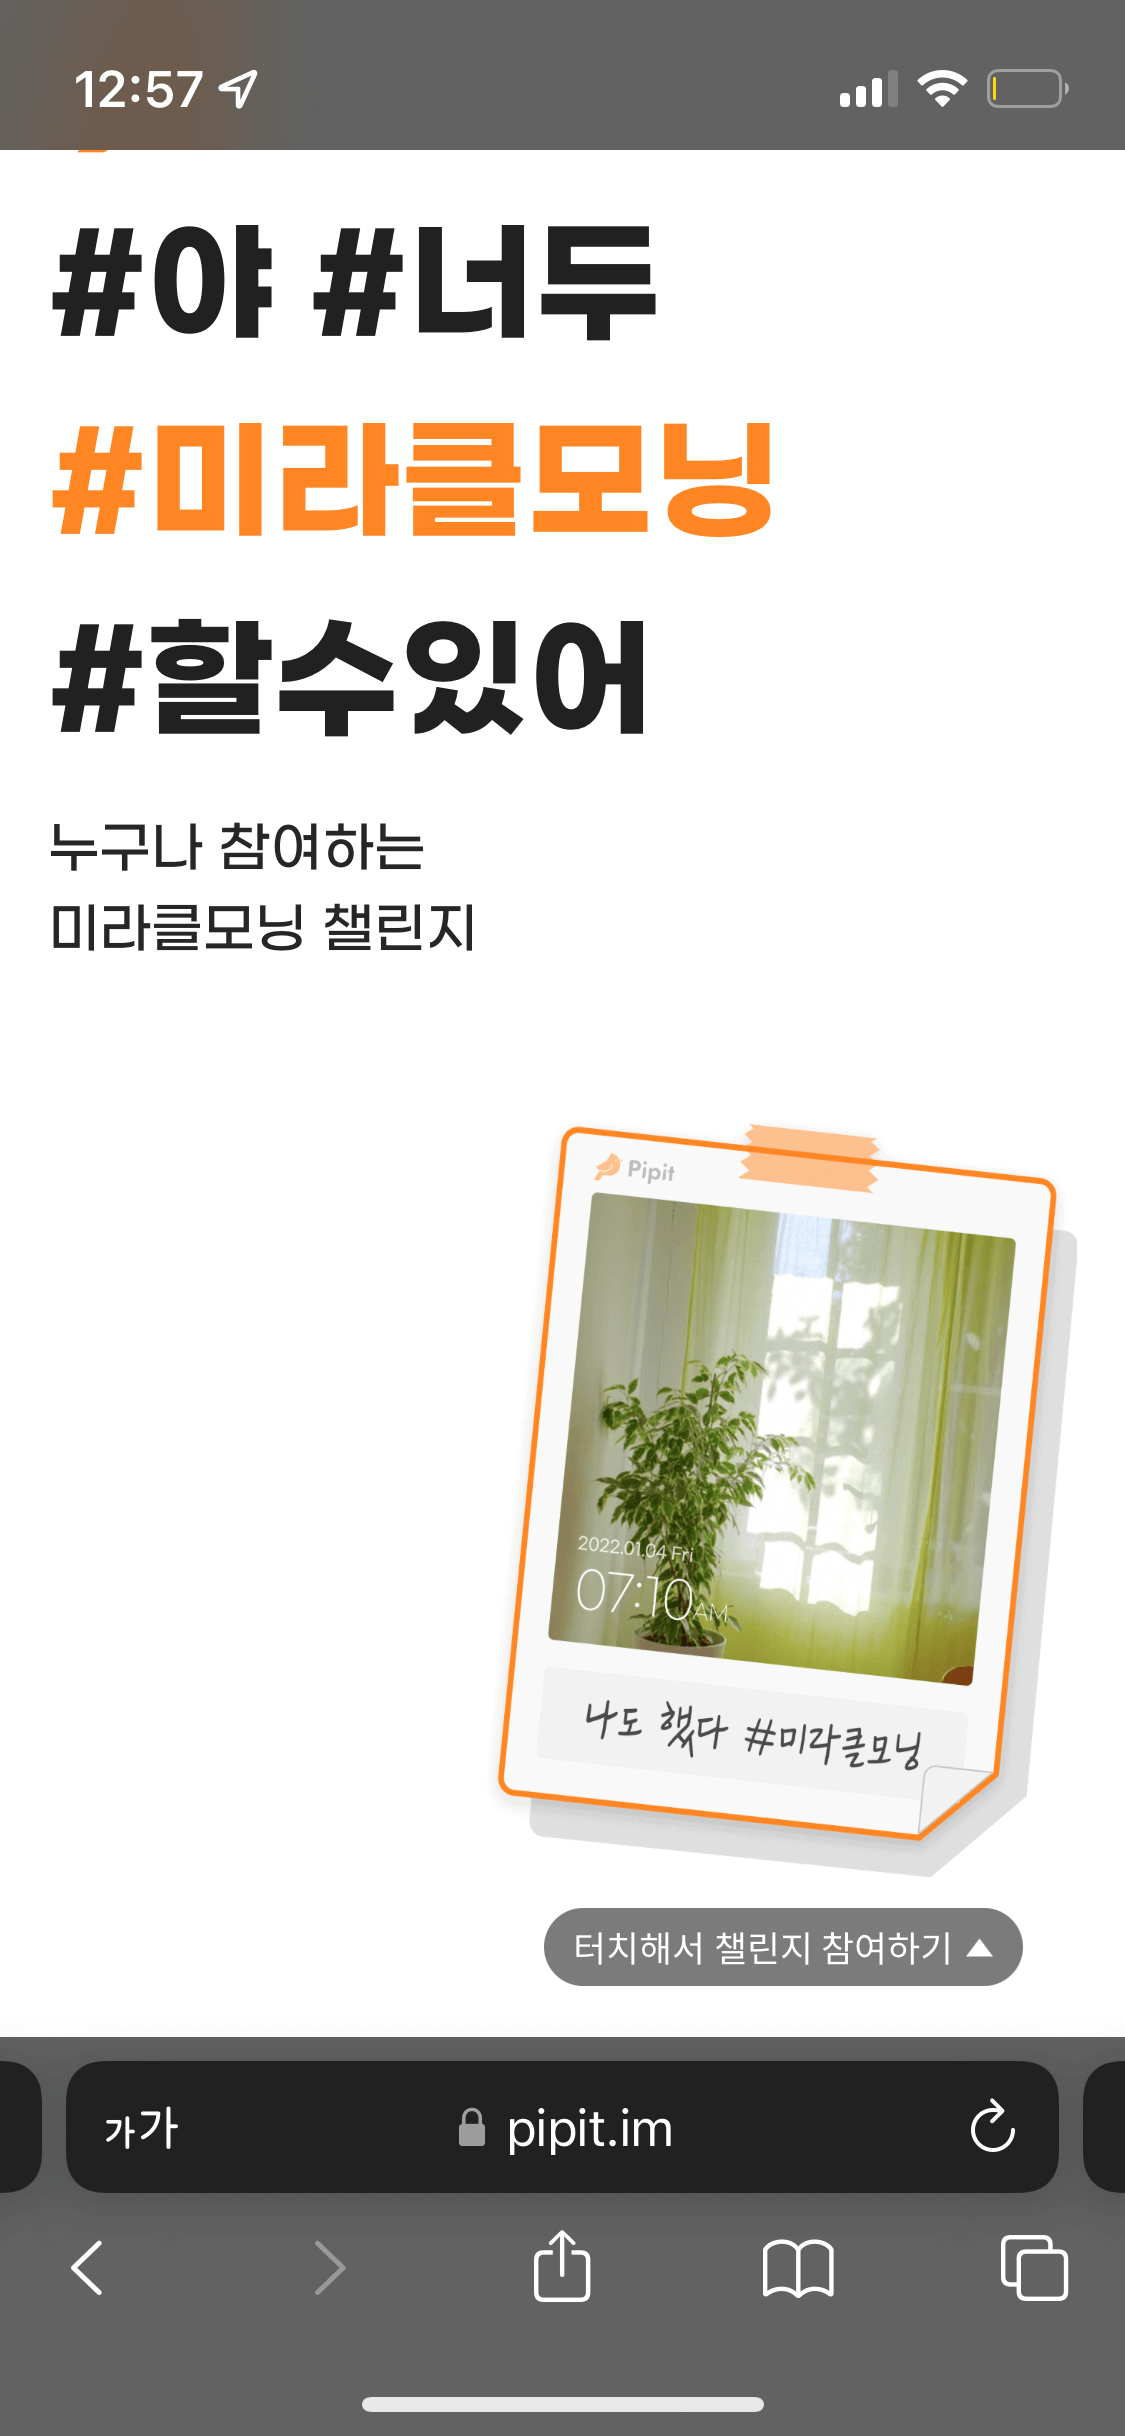 12:57
#야 #너두
#미라클모닝
#할수있어
누구나 참여하는
미라클모닝 챌린지
Pipit
2022.01.04 Fri
07:10AM
나도 했다 #미라클모닝
터치해서 챌린지 참여하기 ▲
가가 pipit.im